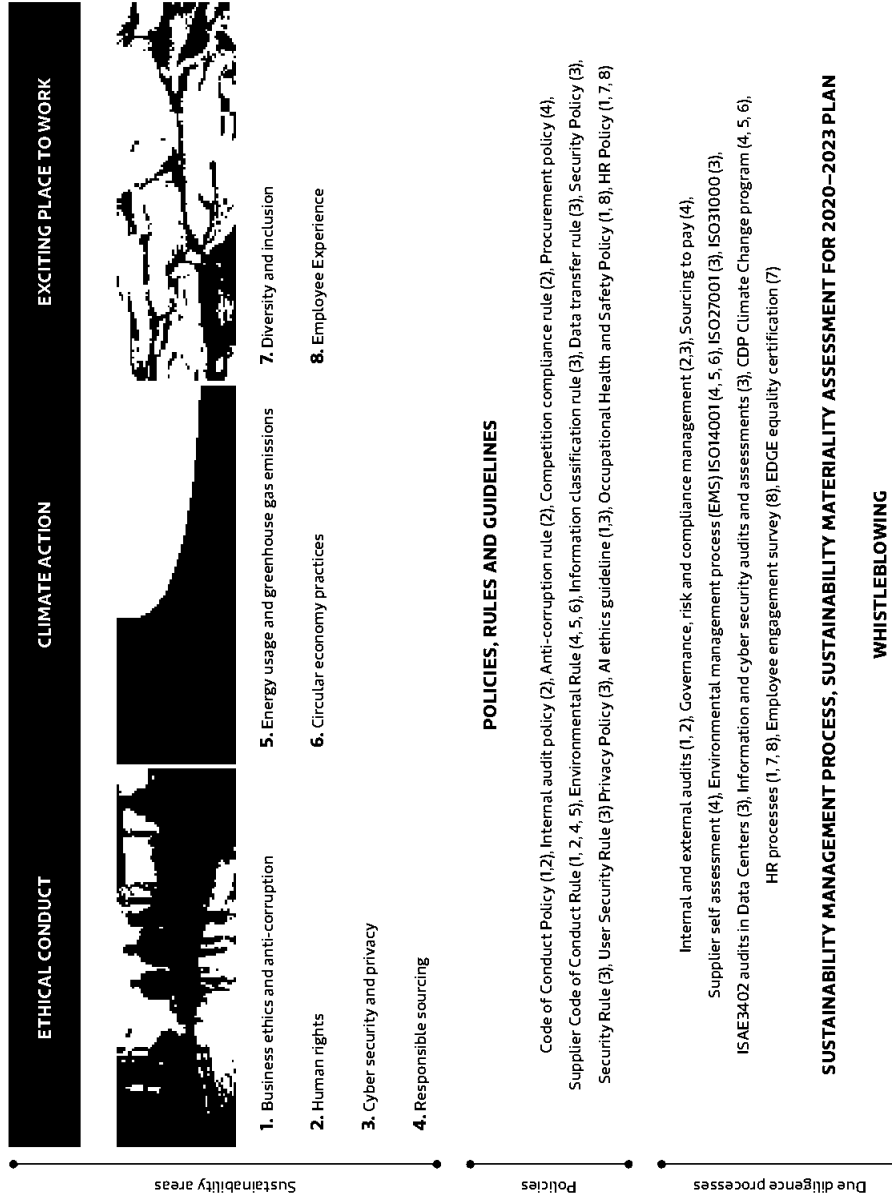 ETHICAL CONDUCT
CLIMATE ACTION
EXCITING PLACE TO WORK
Sustainability areas
1. Business ethics and anti-corruption
2. Human rights
3. Cyber security and privacy
4. Responsible sourcing
5. Energy usage and greenhouse gas emissions
6. Circular economy practices
7. Diversity and inclusion
8. Employee Experience
Policies
POLICIES, RULES AND GUIDELINES
Code of Conduct Policy (1,2), Internal audit policy (2), Anti-corruption rule (2), Competition compliance rule (2), Procurement policy (4),
Supplier Code of Conduct Rule (1, 2, 4, 5), Environmental Rule (4, 5, 6), Information classification rule (3), Data transfer rule (3), Security Policy (3),
Security Rule (3), User Security Rule (3) Privacy Policy (3), AI ethics guideline (1,3), Occupational Health and Safety Policy (1, 8), HR Policy (1, 7, 8)
Due diligence processes
Internal and external audits (1, 2), Governance, risk and compliance management (2,3), Sourcing to pay (4),
Supplier self assessment (4), Environmental management process (EMS) ISO14001 (4, 5, 6), ISO27001 (3), ISO31000 (3),
ISAE3402 audits in Data Centers (3), Information and cyber security audits and assessments (3), CDP Climate Change program (4, 5, 6),
HR processes (1, 7, 8), Employee engagement survey (8), EDGE equality certification (7)
SUSTAINABILITY MANAGEMENT PROCESS, SUSTAINABILITY MATERIALITY ASSESSMENT FOR 2020–2023 PLAN
WHISTLEBLOWING